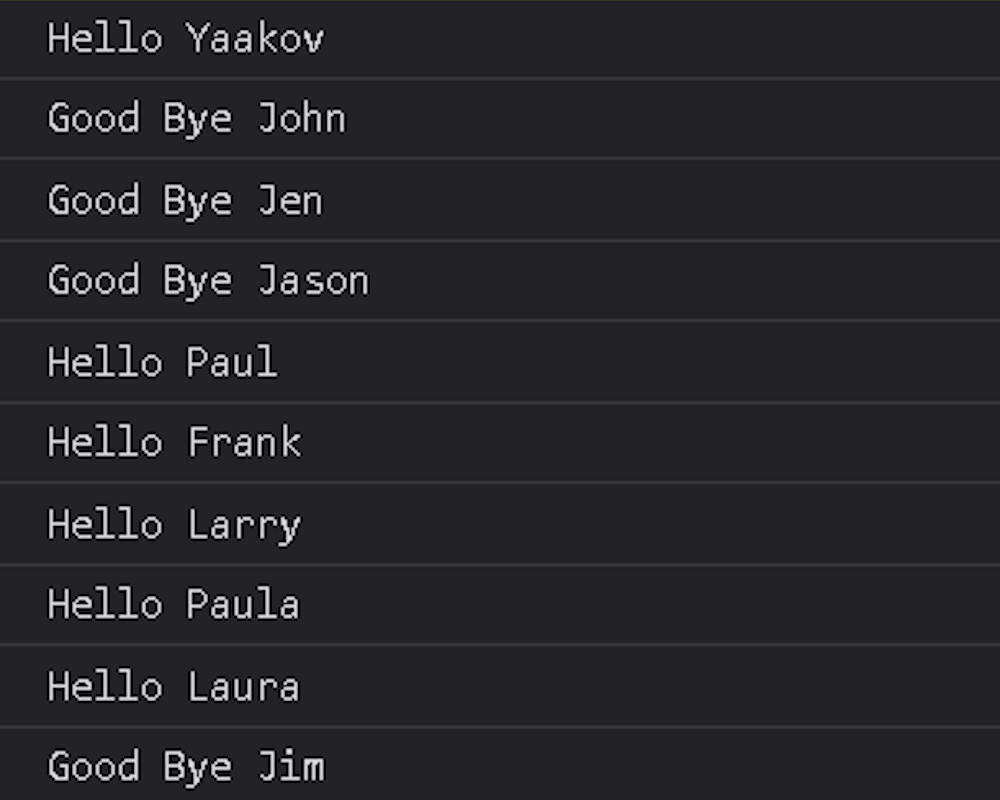 Hello Yaakov
Good Bye John
Good Bye Jen
Good Bye Jason
Hello Paul
Hello Frank
Hello Larry
Hello Paula
Hello Laura
Good Bye Jim